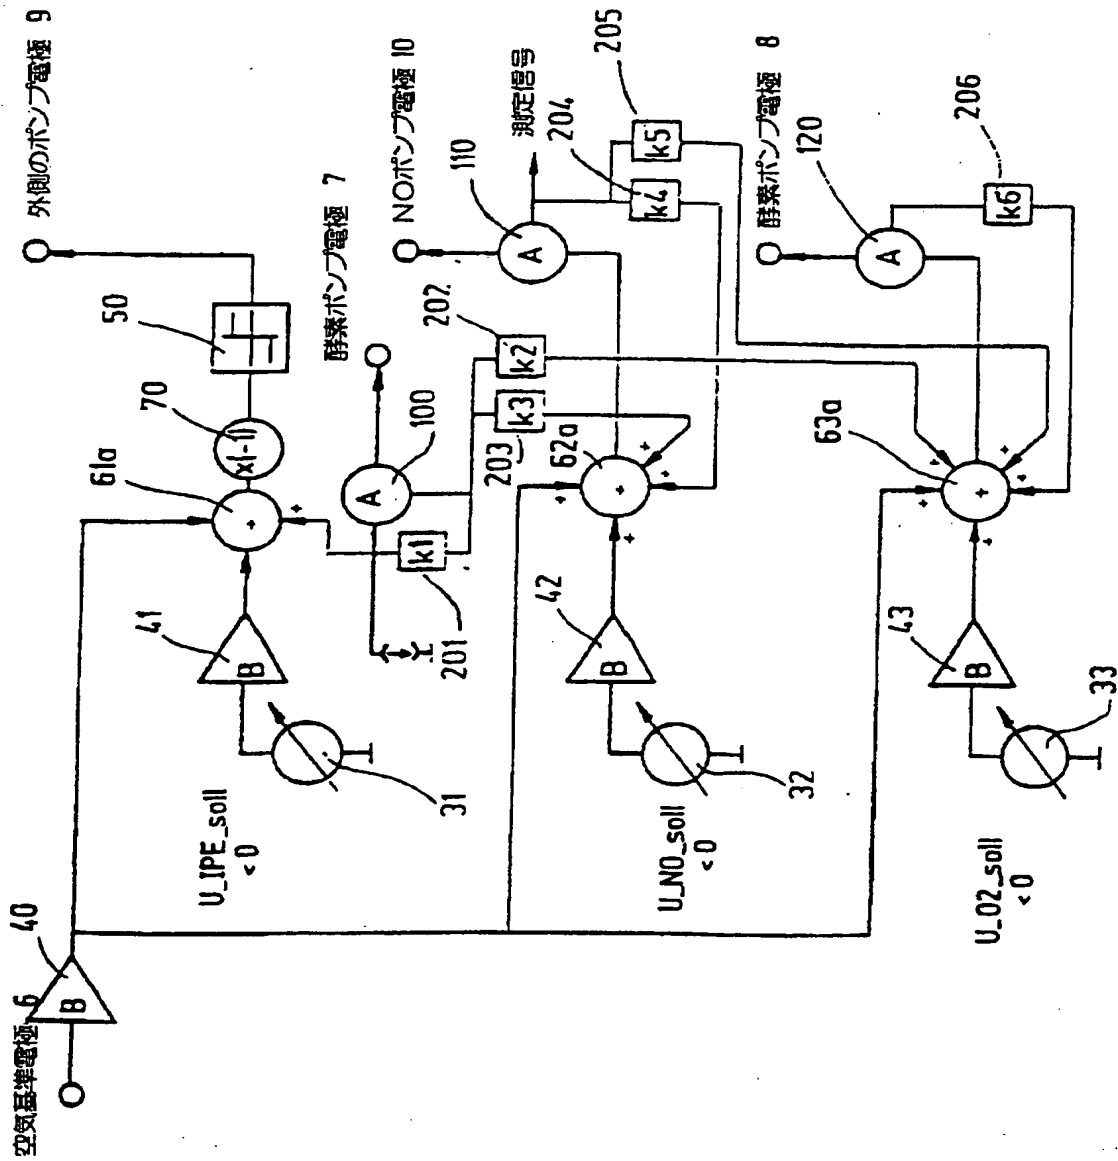 空気基準電極 6
40
B
U_IPE_soll
< 0
31
B
41
61a
+
+
70
x(-1)
50
外側のポンプ電極 9
201
k1
100
A
酵素ポンプ電極 7
203
k3
202
k2
U_NO_soll
< 0
32
B
42
+
62a
+
+
+
+
110
A
NOポンプ電極 10
測定信号
204
k4
205
k5
U_O2_soll
< 0
33
B
43
+
63a
+
+
+
+
+
120
A
酵素ポンプ電極 8
206
k6